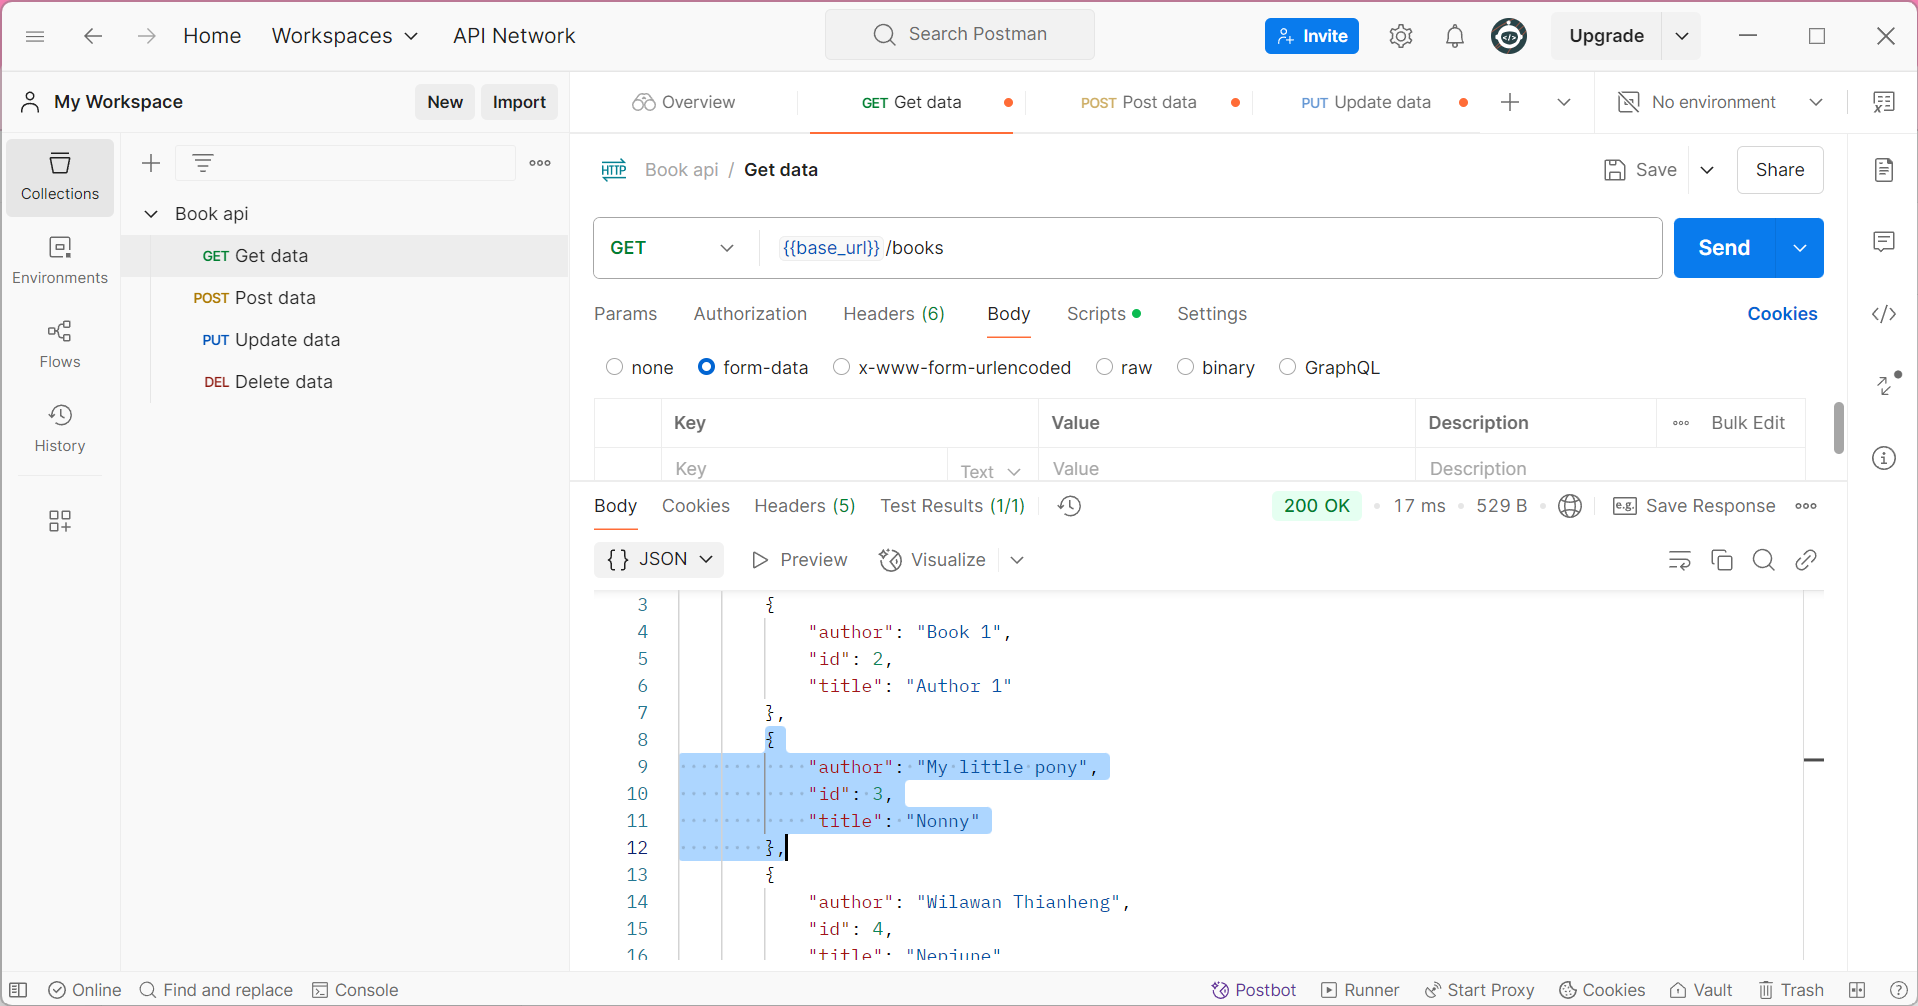 Home Workspaces API Network Search Postman Invite Upgrade
My Workspace New Import
Overview GET Get data POST Post data PUT Update data No environment
Collections
Environments
Flows
History
Book api
GET Get data
POST Post data
PUT Update data
DEL Delete data
HTTP Book api / Get data Save Share
GET {{base_url}} /books Send
Params Authorization Headers (6) Body Scripts Settings Cookies
none form-data x-www-form-urlencoded raw binary GraphQL
Key Value Description Bulk Edit
Key Text Value Description
Body Cookies Headers (5) Test Results (1/1) 200 OK 17 ms 529 B e.g. Save Response
{} JSON Preview Visualize
3 {
4 "author": "Book 1",
5 "id": 2,
6 "title": "Author 1"
7 },
8 {
9 "author": "My little pony",
10 "id": 3,
11 "title": "Nonny"
12 },
13 {
14 "author": "Wilawan Thianheng",
15 "id": 4,
16 "title": "Nepjune"
Online Find and replace Console Postbot Runner Start Proxy Cookies Vault Trash